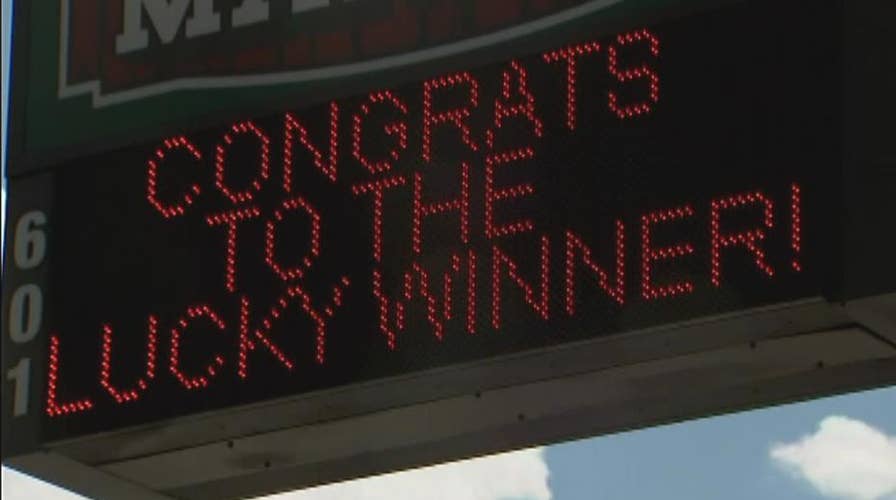 CONGRATS
TO THE
LUCKY WINNER!
601